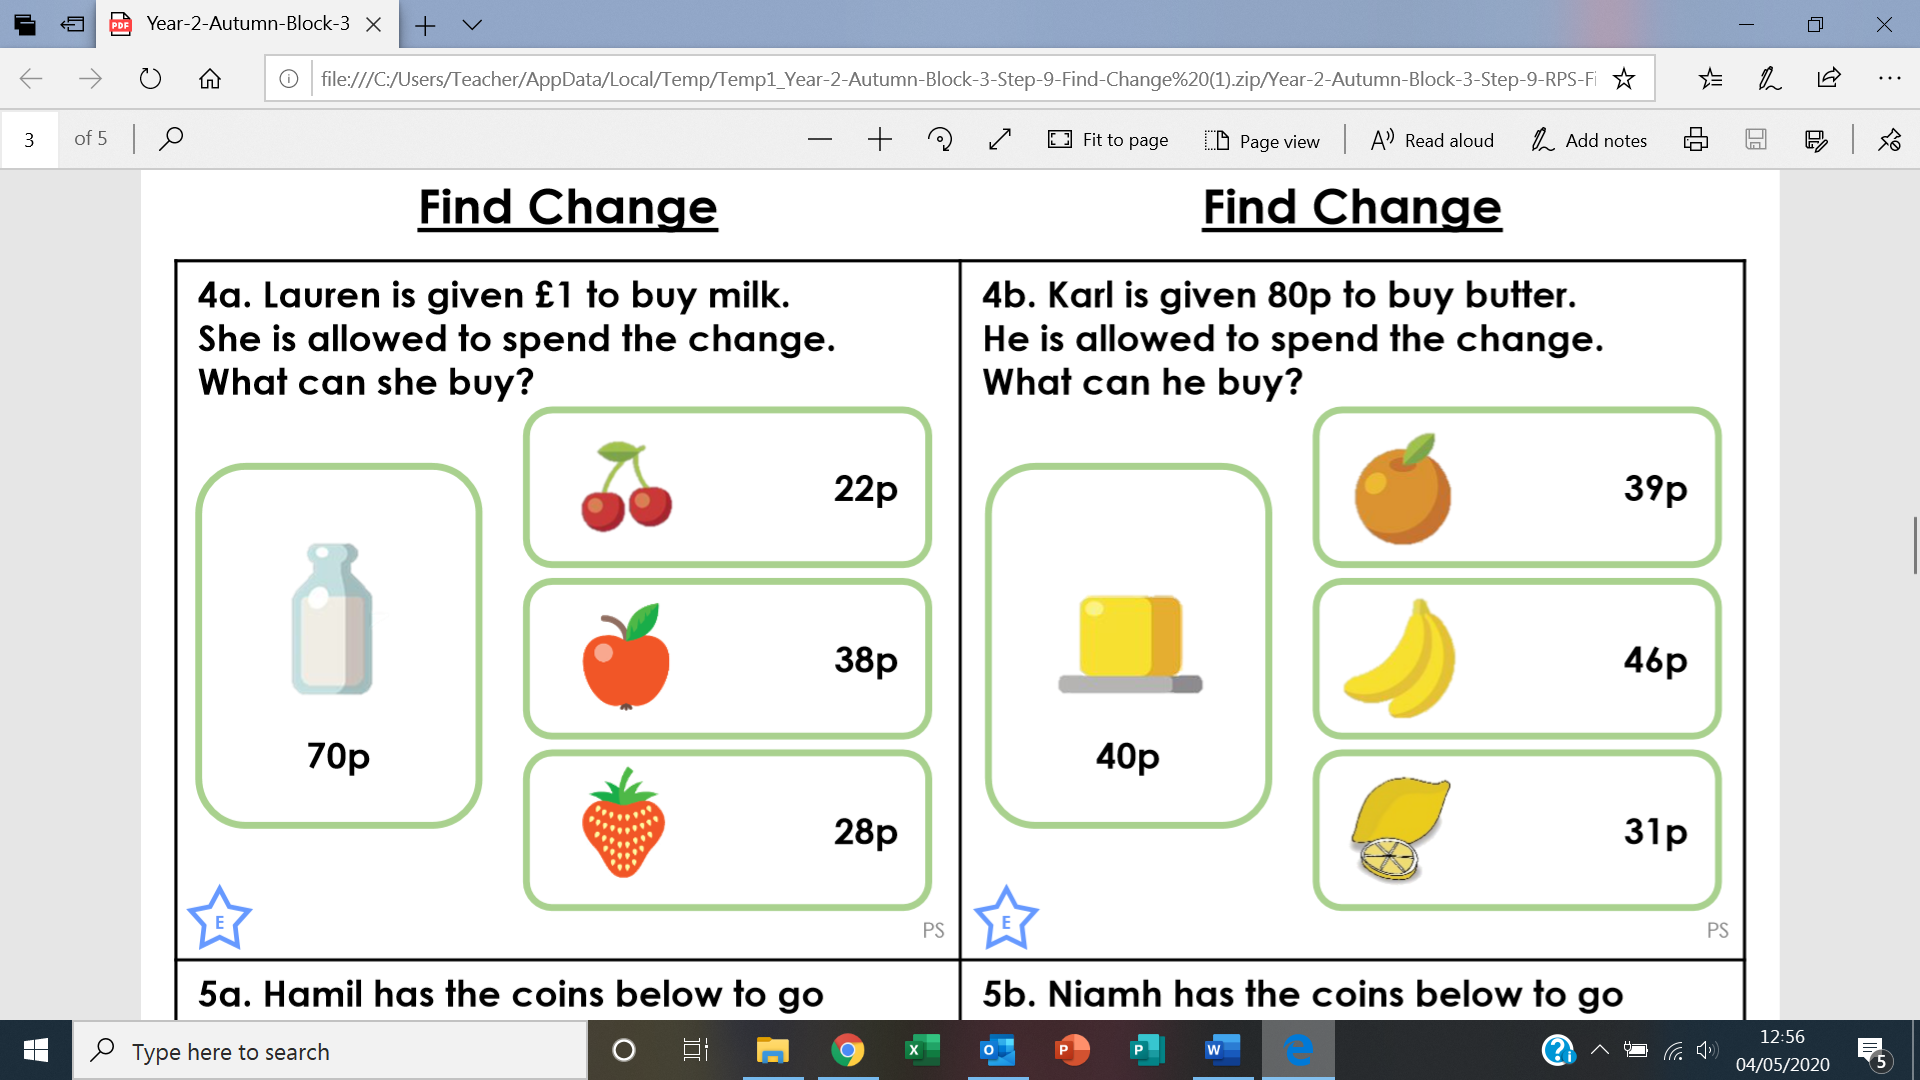 Year-2-Autumn-Block-3
file:///C:/Users/Teacher/AppData/Local/Temp/Temp1_Year-2-Autumn-Block-3-Step-9-Find-Change%20(1).zip/Year-2-Autumn-Block-3-Step-9-RPS-Fi
3 of 5
Fit to page
Page view
Read aloud
Add notes
Find Change
4a. Lauren is given £1 to buy milk.
She is allowed to spend the change.
What can she buy?
70p
22p
38p
28p
E
PS
5a. Hamil has the coins below to go
Find Change
4b. Karl is given 80p to buy butter.
He is allowed to spend the change.
What can he buy?
40p
39p
46p
31p
E
PS
5b. Niamh has the coins below to go
Type here to search
12:56
04/05/2020
5